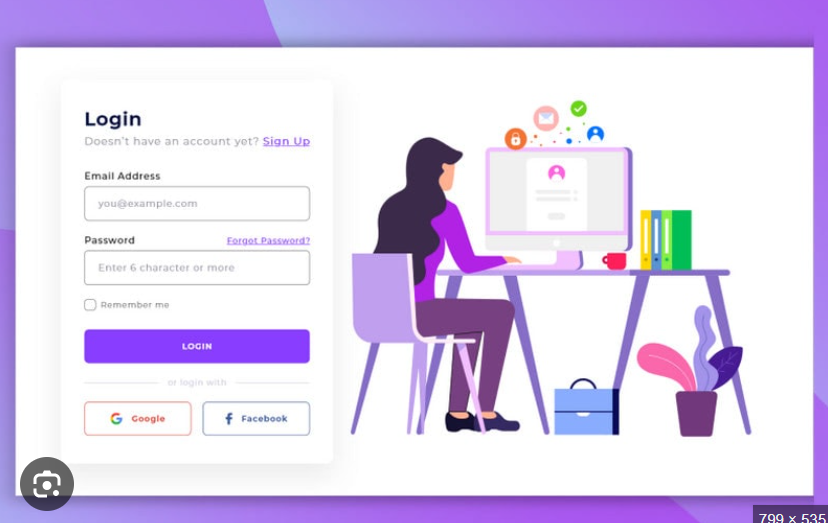 Login
Doesn't have an account yet? Sign Up
Email Address
you@example.com
Password Forgot Password?
Enter 6 character or more
Remember me
LOGIN
or login with
Google Facebook
799 × 535